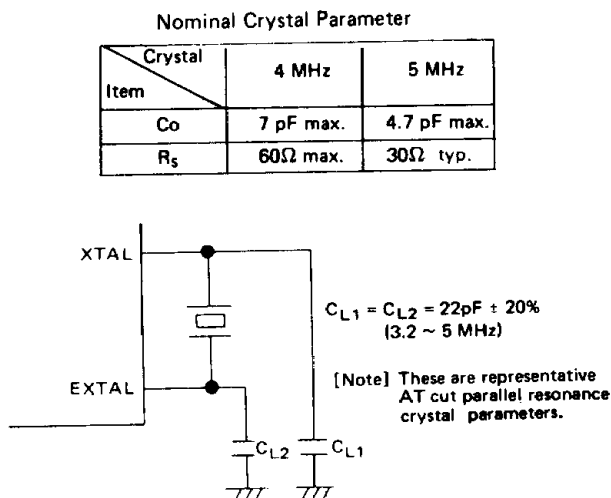 Nominal Crystal Parameter
Crystal
Item
4 MHz
5 MHz
Co
7 pF max.
4.7 pF max.
Rs
60Ω max.
30Ω typ.
XTAL
EXTAL
CL2
CL1
CL1 = CL2 = 22pF ± 20%
(3.2 ~ 5 MHz)
[Note] These are representative
AT cut parallel resonance
crystal parameters.